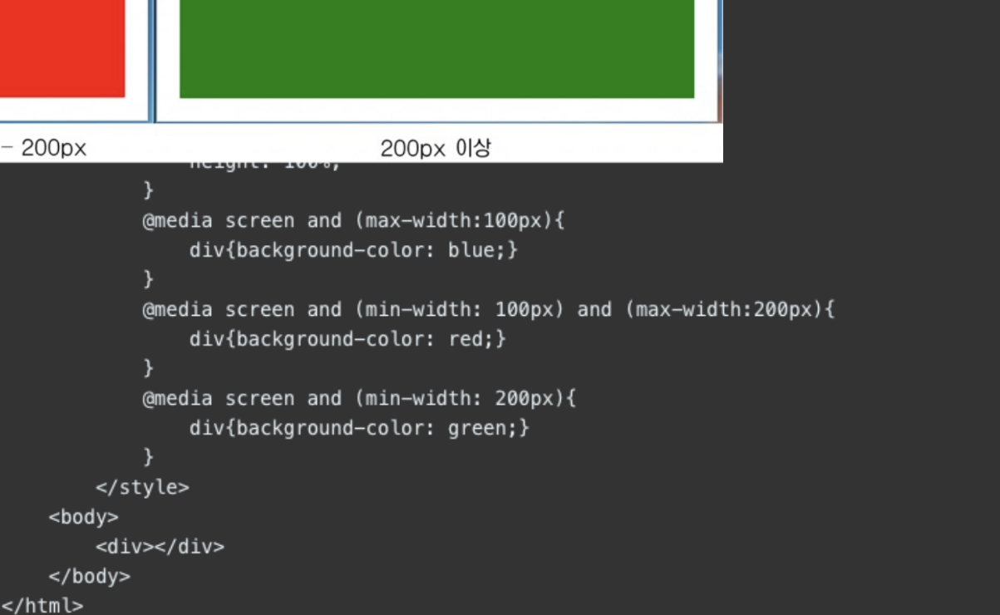 – 200px
200px 이상
height: 100%;
}
@media screen and (max-width:100px){
div{background-color: blue;}
}
@media screen and (min-width: 100px) and (max-width:200px){
div{background-color: red;}
}
@media screen and (min-width: 200px){
div{background-color: green;}
}
</style>
<body>
<div></div>
</body>
</html>